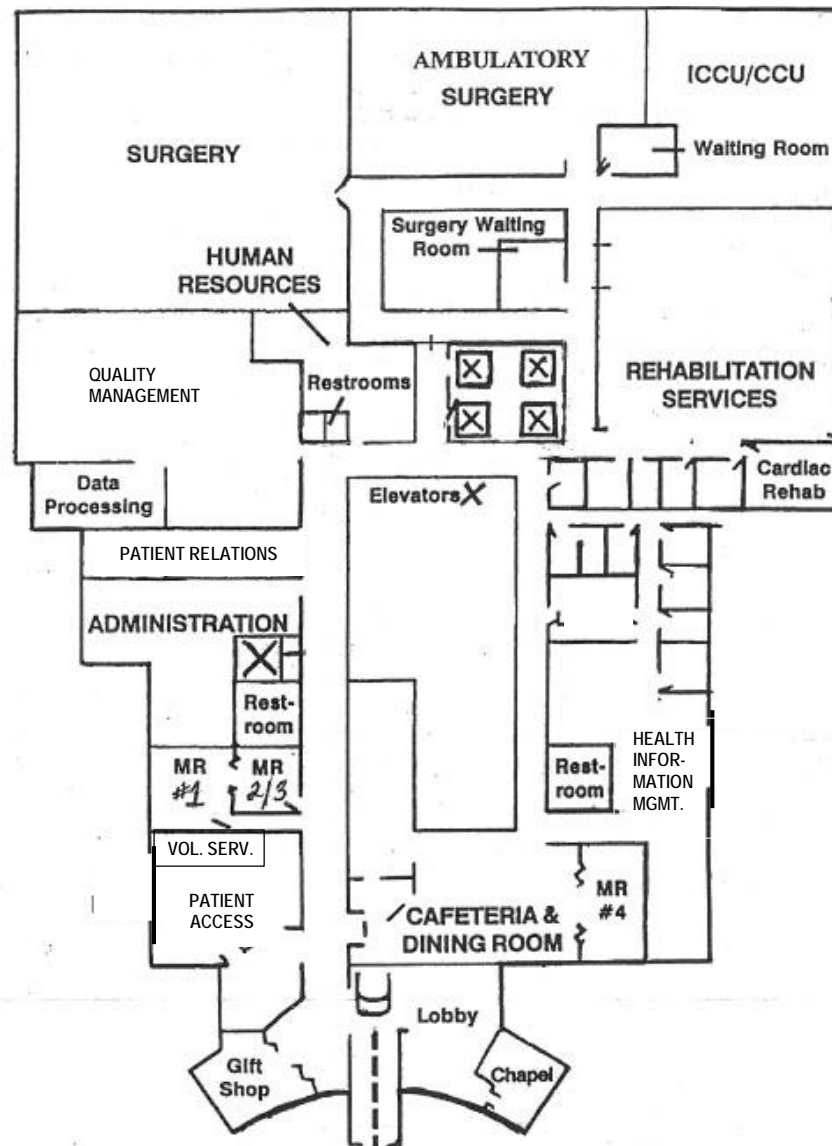 AMBULATORY
SURGERY
ICCU/CCU
SURGERY
Waiting Room
Surgery Waiting
Room
HUMAN
RESOURCES
QUALITY
MANAGEMENT
Restrooms
REHABILITATION
SERVICES
Data
Processing
Elevators
Cardiac
Rehab
PATIENT RELATIONS
ADMINISTRATION
Rest-
room
MR
#1
MR
2/3
HEALTH
INFOR-
MATION
MGMT.
Rest-
room
VOL. SERV.
PATIENT
ACCESS
CAFETERIA &
DINING ROOM
MR
#4
Lobby
Gift
Shop
Chapel